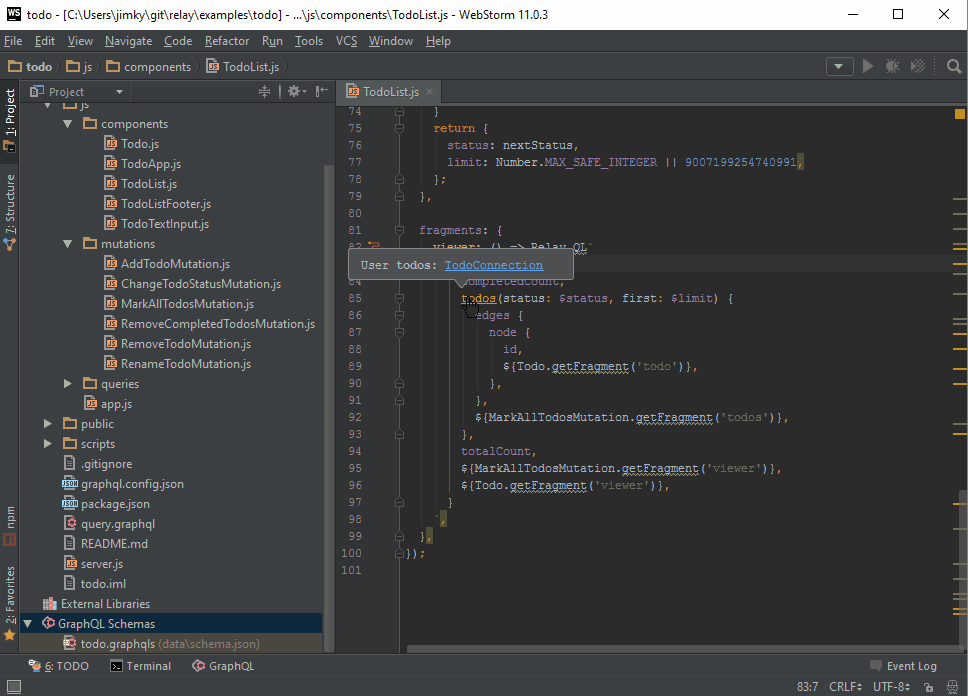 WS todo - [C:\Users\jimky\git\relay\examples\todo] - ...\js\components\TodoList.js - WebStorm 11.0.3
File Edit View Navigate Code Refactor Run Tools VCS Window Help
todo js components TodoList.js
1: Project
7: Structure
npm
2: Favorites
Project
js
components
Todo.js
TodoApp.js
TodoList.js
TodoListFooter.js
TodoTextInput.js
mutations
AddTodoMutation.js
ChangeTodoStatusMutation.js
MarkAllTodosMutation.js
RemoveCompletedTodosMutation.js
RemoveTodoMutation.js
RenameTodoMutation.js
queries
app.js
public
scripts
.gitignore
graphql.config.json
package.json
query.graphql
README.md
server.js
todo.iml
External Libraries
GraphQL Schemas
todo.graphqls (data\schema.json)
TodoList.js
74 }
75 return {
76 status: nextStatus,
77 limit: Number.MAX_SAFE_INTEGER || 9007199254740991,
78 };
79 },
80
81 fragments: {
82 viewer: () => Relay.QL`
User todos: TodoConnection
84 completedCount,
85 todos(status: $status, first: $limit) {
86 edges {
87 node {
88 id,
89 ${Todo.getFragment('todo')},
90 },
91 },
92 ${MarkAllTodosMutation.getFragment('todos')},
93 },
94 totalCount,
95 ${MarkAllTodosMutation.getFragment('viewer')},
96 ${Todo.getFragment('viewer')},
97 }
98 `,
99 },
100 });
101
6: TODO Terminal GraphQL Event Log
83:7 CRLF UTF-8